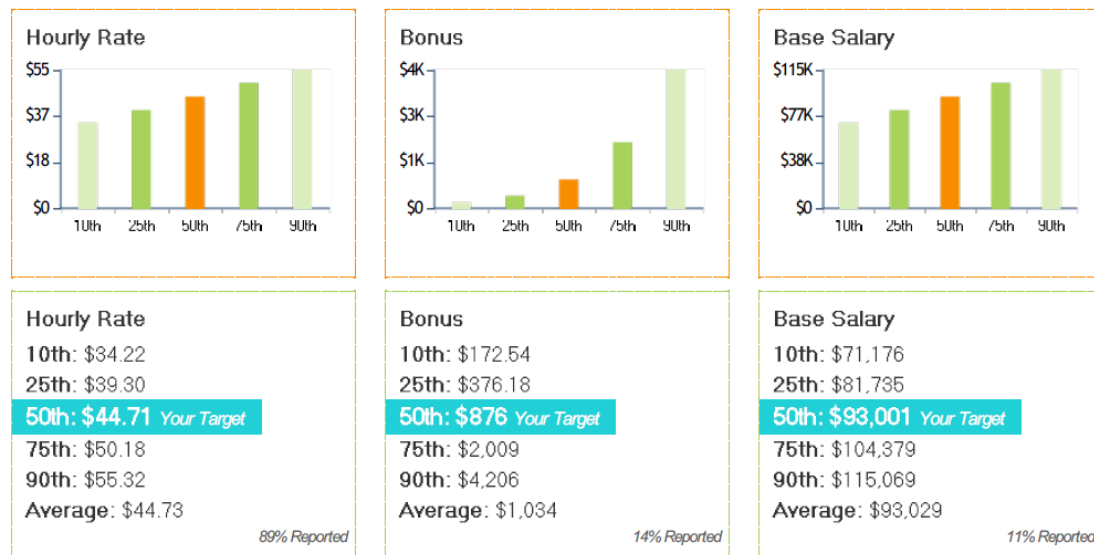 Hourly Rate
$55
$37
$18
$0
10th 25th 50th 75th 90th
Bonus
$4K
$3K
$1K
$0
10th 25th 50th 75th 90th
Base Salary
$115K
$77K
$38K
$0
10th 25th 50th 75th 90th
Hourly Rate
10th: $34.22
25th: $39.30
50th: $44.71 Your Target
75th: $50.18
90th: $55.32
Average: $44.73
89% Reported
Bonus
10th: $172.54
25th: $376.18
50th: $876 Your Target
75th: $2,009
90th: $4,206
Average: $1,034
14% Reported
Base Salary
10th: $71,176
25th: $81,735
50th: $93,001 Your Target
75th: $104,379
90th: $115,069
Average: $93,029
11% Reported